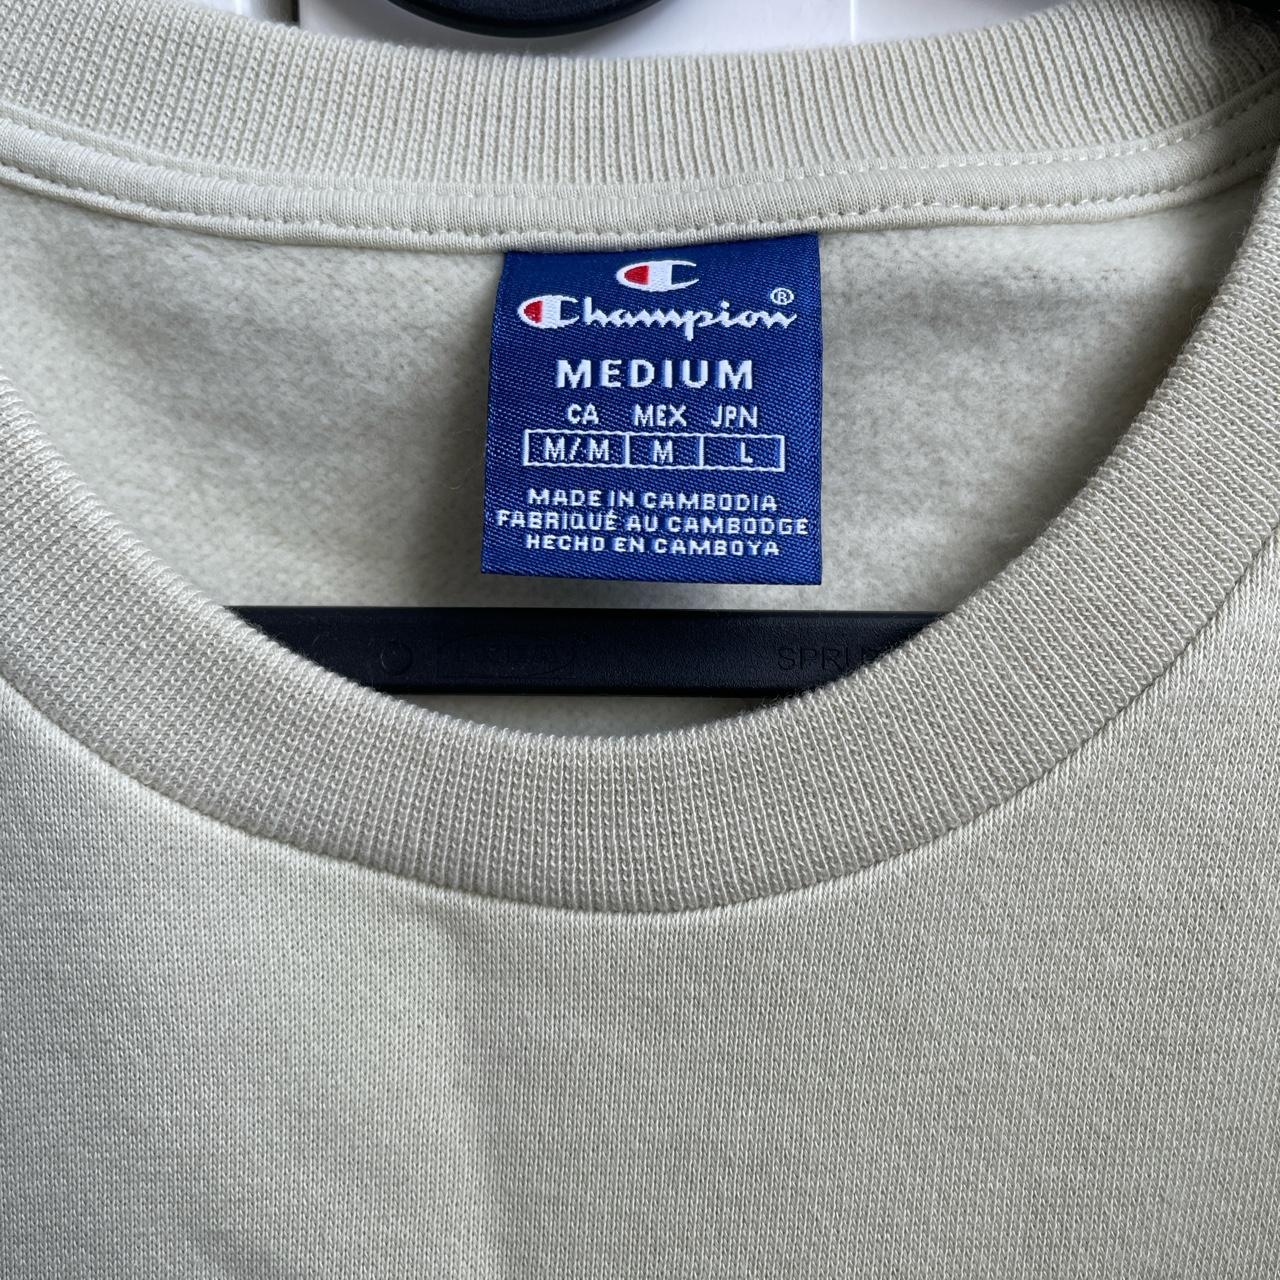 Champion®
MEDIUM
CA MEX JPN
M/M M L
MADE IN CAMBODIA
FABRIQUÉ AU CAMBODGE
HECHO EN CAMBOYA